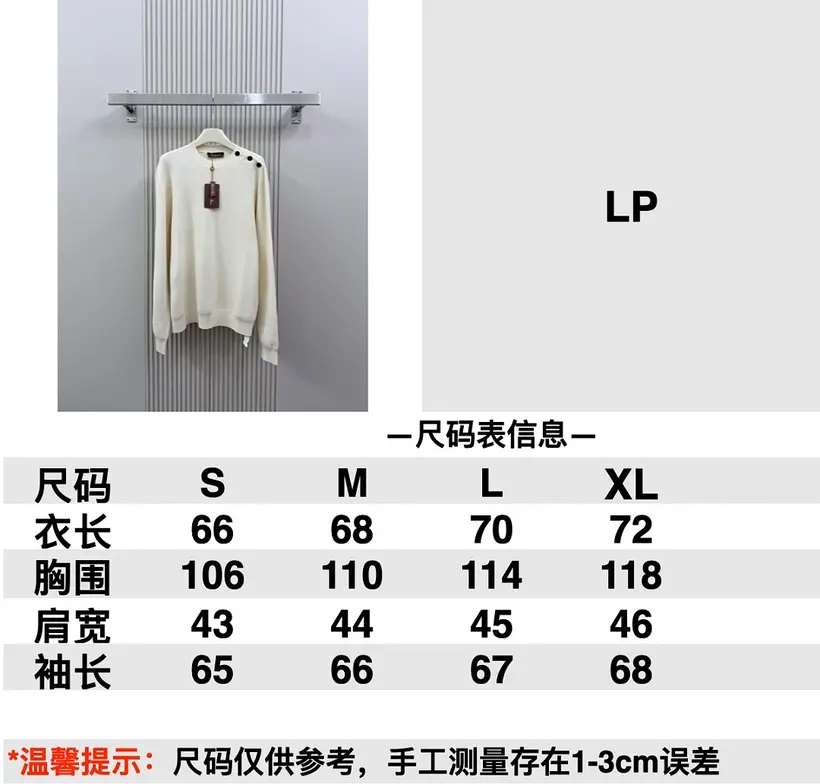 LP
—尺码表信息—
尺码 S M L XL
衣长 66 68 70 72
胸围 106 110 114 118
肩宽 43 44 45 46
袖长 65 66 67 68
*温馨提示：尺码仅供参考，手工测量存在1-3cm误差